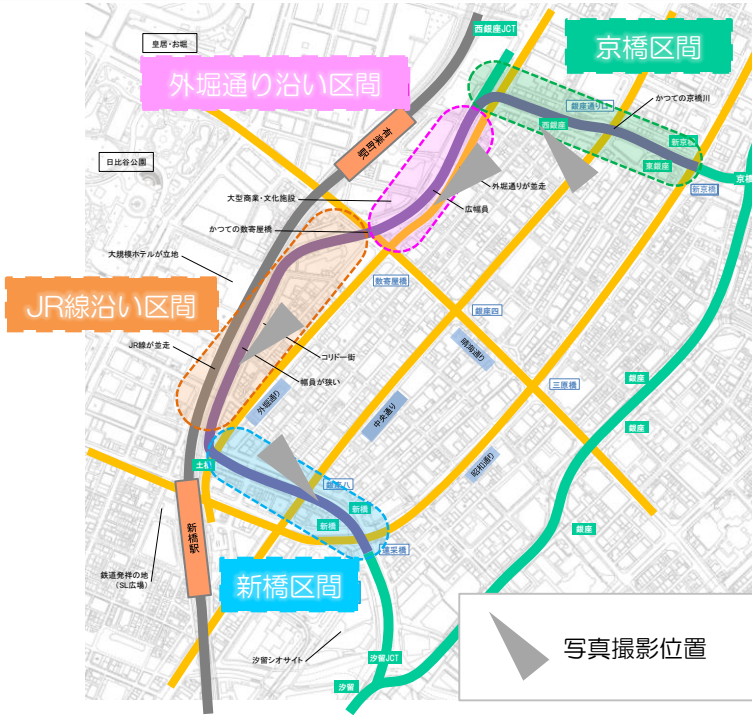 皇居・お堀
西銀座JCT
京橋区間
外堀通り沿い区間
銀座通り口
かつての京橋川
西銀座
有楽町駅
新京橋
日比谷公園
東銀座
京橋
新京橋
外堀通りが並走
大型商業・文化施設
広幅員
かつての数寄屋橋
大規模ホテルが立地
数寄屋橋
JR線沿い区間
銀座四
晴海通り
JR線が並走
コリドー街
三原橋
幅員が狭い
銀座
外堀通り
中央通り
銀座
昭和通り
土橋
銀座八
新橋
新橋
銀座
新橋駅
蓬莱橋
鉄道発祥の地
(SL広場)
新橋区間
写真撮影位置
汐留シオサイト
汐留JCT
汐留